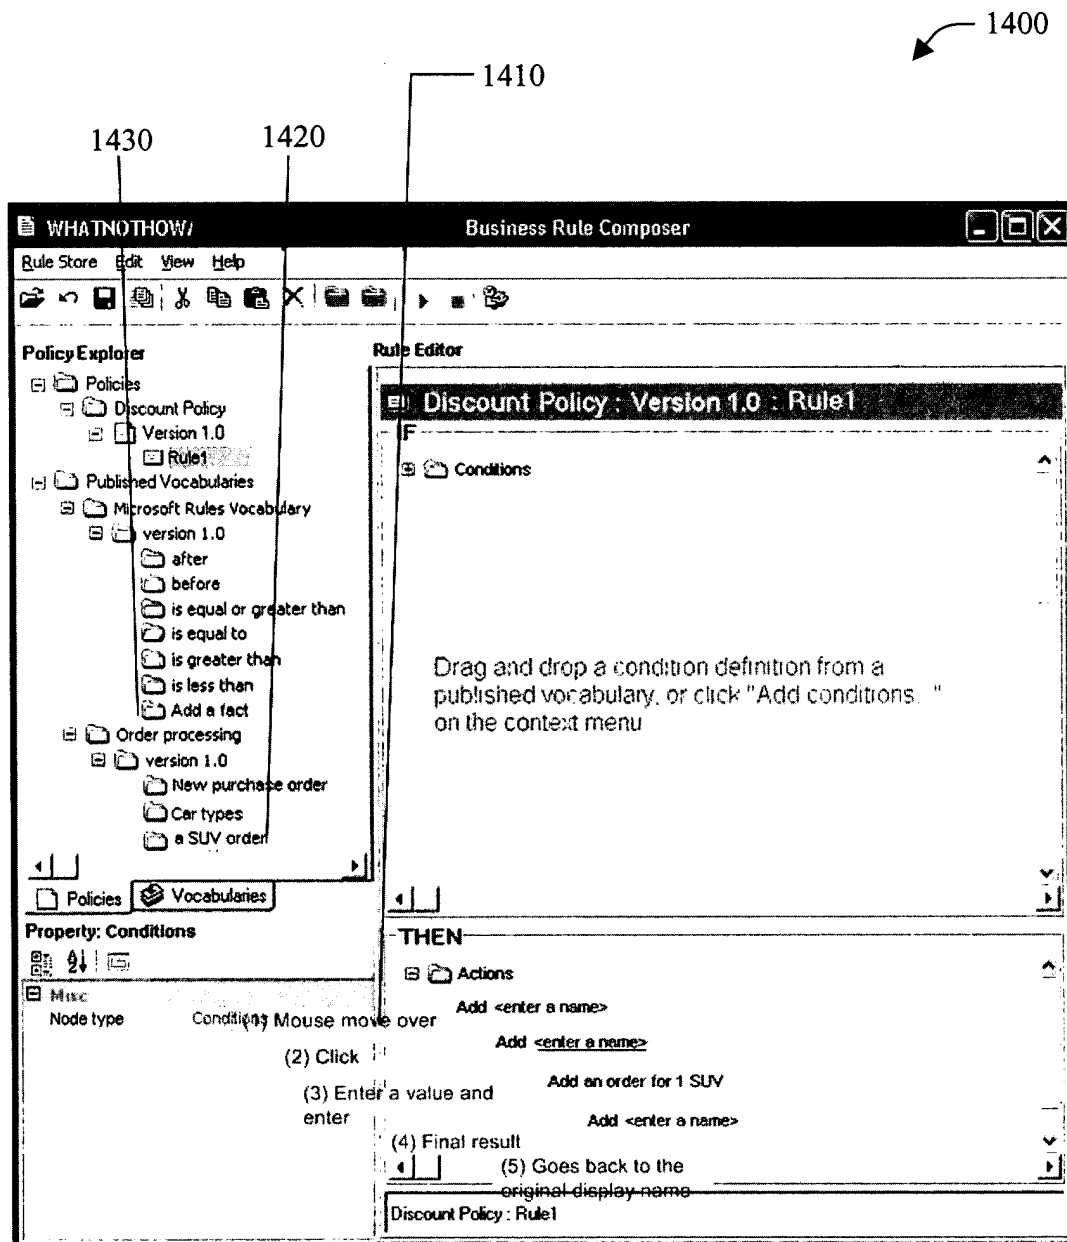 1400
1410
1430 1420
WHATNOTHOW/ Business Rule Composer
Rule Store Edit View Help
Policy Explorer
Policies
Discount Policy
Version 1.0
Rule1
Published Vocabularies
Microsoft Rules Vocabulary
version 1.0
after
before
is equal or greater than
is equal to
is greater than
is less than
Add a fact
Order processing
version 1.0
New purchase order
Car types
a SUV order
Policies Vocabularies
Property: Conditions
Misc
Node type Conditions
Rule Editor
Discount Policy : Version 1.0 : Rule1
IF
Conditions
Drag and drop a condition definition from a
published vocabulary, or click "Add conditions..."
on the context menu
THEN
Actions
Add <enter a name>
(1) Mouse move over
Add <enter a name>
(2) Click
Add an order for 1 SUV
(3) Enter a value and
enter
Add <enter a name>
(4) Final result
(5) Goes back to the
original display name
Discount Policy : Rule1